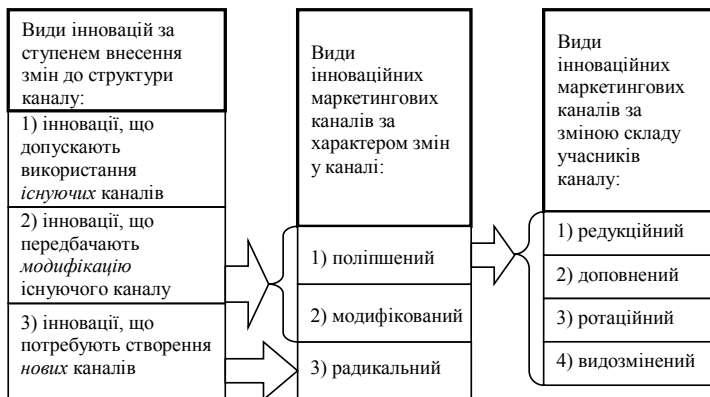 Види інновацій за
ступенем внесення
змін до структури
каналу:
1) інновації, що
допускають
використання
існуючих каналів
2) інновації, що
передбачають
модифікацію
існуючого каналу
3) інновації, що
потребують створення
нових каналів
Види
інноваційних
маркетингових
каналів за
характером змін
у каналі:
1) поліпшений
2) модифікований
3) радикальний
Види
інноваційних
маркетингових
каналів за
зміною складу
учасників
каналу:
1) редукційний
2) доповнений
3) ротаційний
4) видозмінений